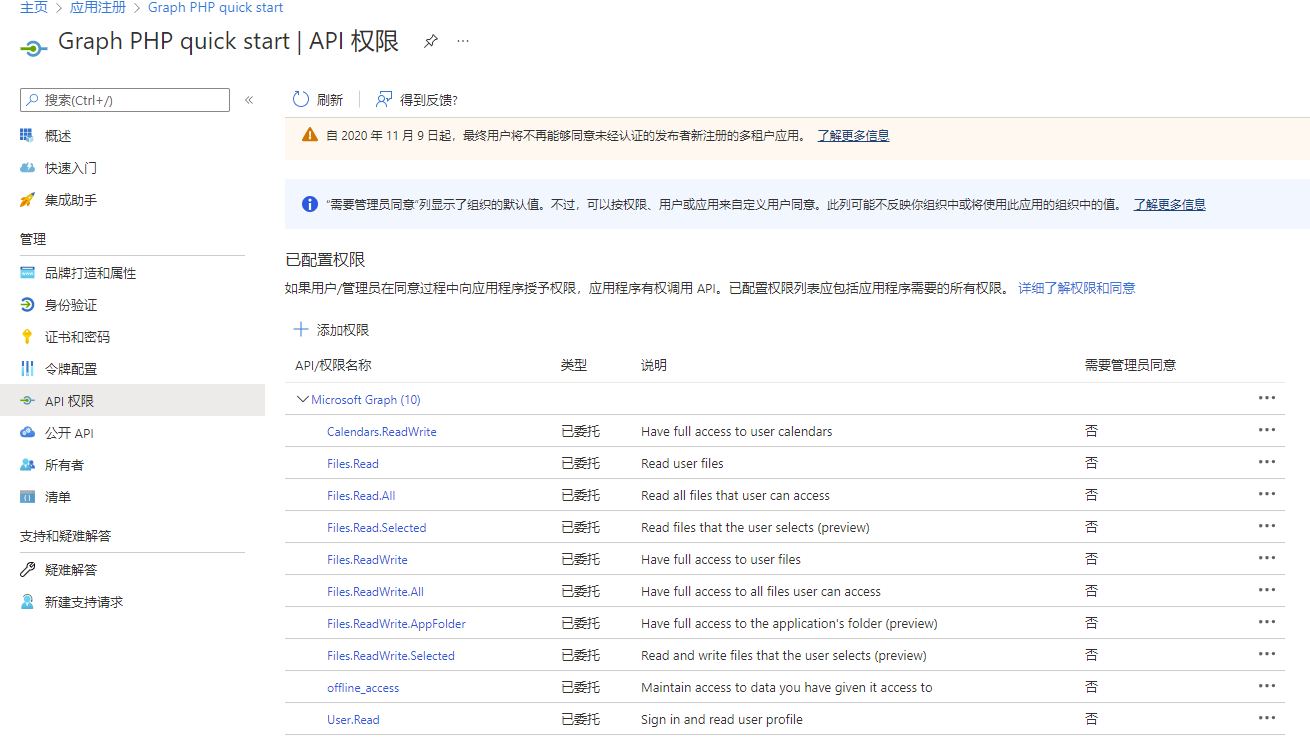 主页 > 应用注册 > Graph PHP quick start
Graph PHP quick start | API 权限
搜索(Ctrl+/)
概述
快速入门
集成助手
管理
品牌打造和属性
身份验证
证书和密码
令牌配置
API 权限
公开 API
所有者
清单
支持和疑难解答
疑难解答
新建支持请求
刷新 得到反馈?
自 2020 年 11 月 9 日起，最终用户将不再能够同意未经认证的发布者新注册的多租户应用。 了解更多信息
“需要管理员同意”列显示了组织的默认值。不过，可以按权限、用户或应用来自定义用户同意。此列可能不反映你组织中或将使用此应用的组织中的值。 了解更多信息
已配置权限
如果用户/管理员在同意过程中向应用程序授予权限，应用程序有权调用 API。已配置权限列表应包括应用程序需要的所有权限。 详细了解权限和同意
添加权限
API/权限名称 类型 说明 需要管理员同意
Microsoft Graph (10)
Calendars.ReadWrite 已委托 Have full access to user calendars 否
Files.Read 已委托 Read user files 否
Files.Read.All 已委托 Read all files that user can access 否
Files.Read.Selected 已委托 Read files that the user selects (preview) 否
Files.ReadWrite 已委托 Have full access to user files 否
Files.ReadWrite.All 已委托 Have full access to all files user can access 否
Files.ReadWrite.AppFolder 已委托 Have full access to the application's folder (preview) 否
Files.ReadWrite.Selected 已委托 Read and write files that the user selects (preview) 否
offline_access 已委托 Maintain access to data you have given it access to 否
User.Read 已委托 Sign in and read user profile 否